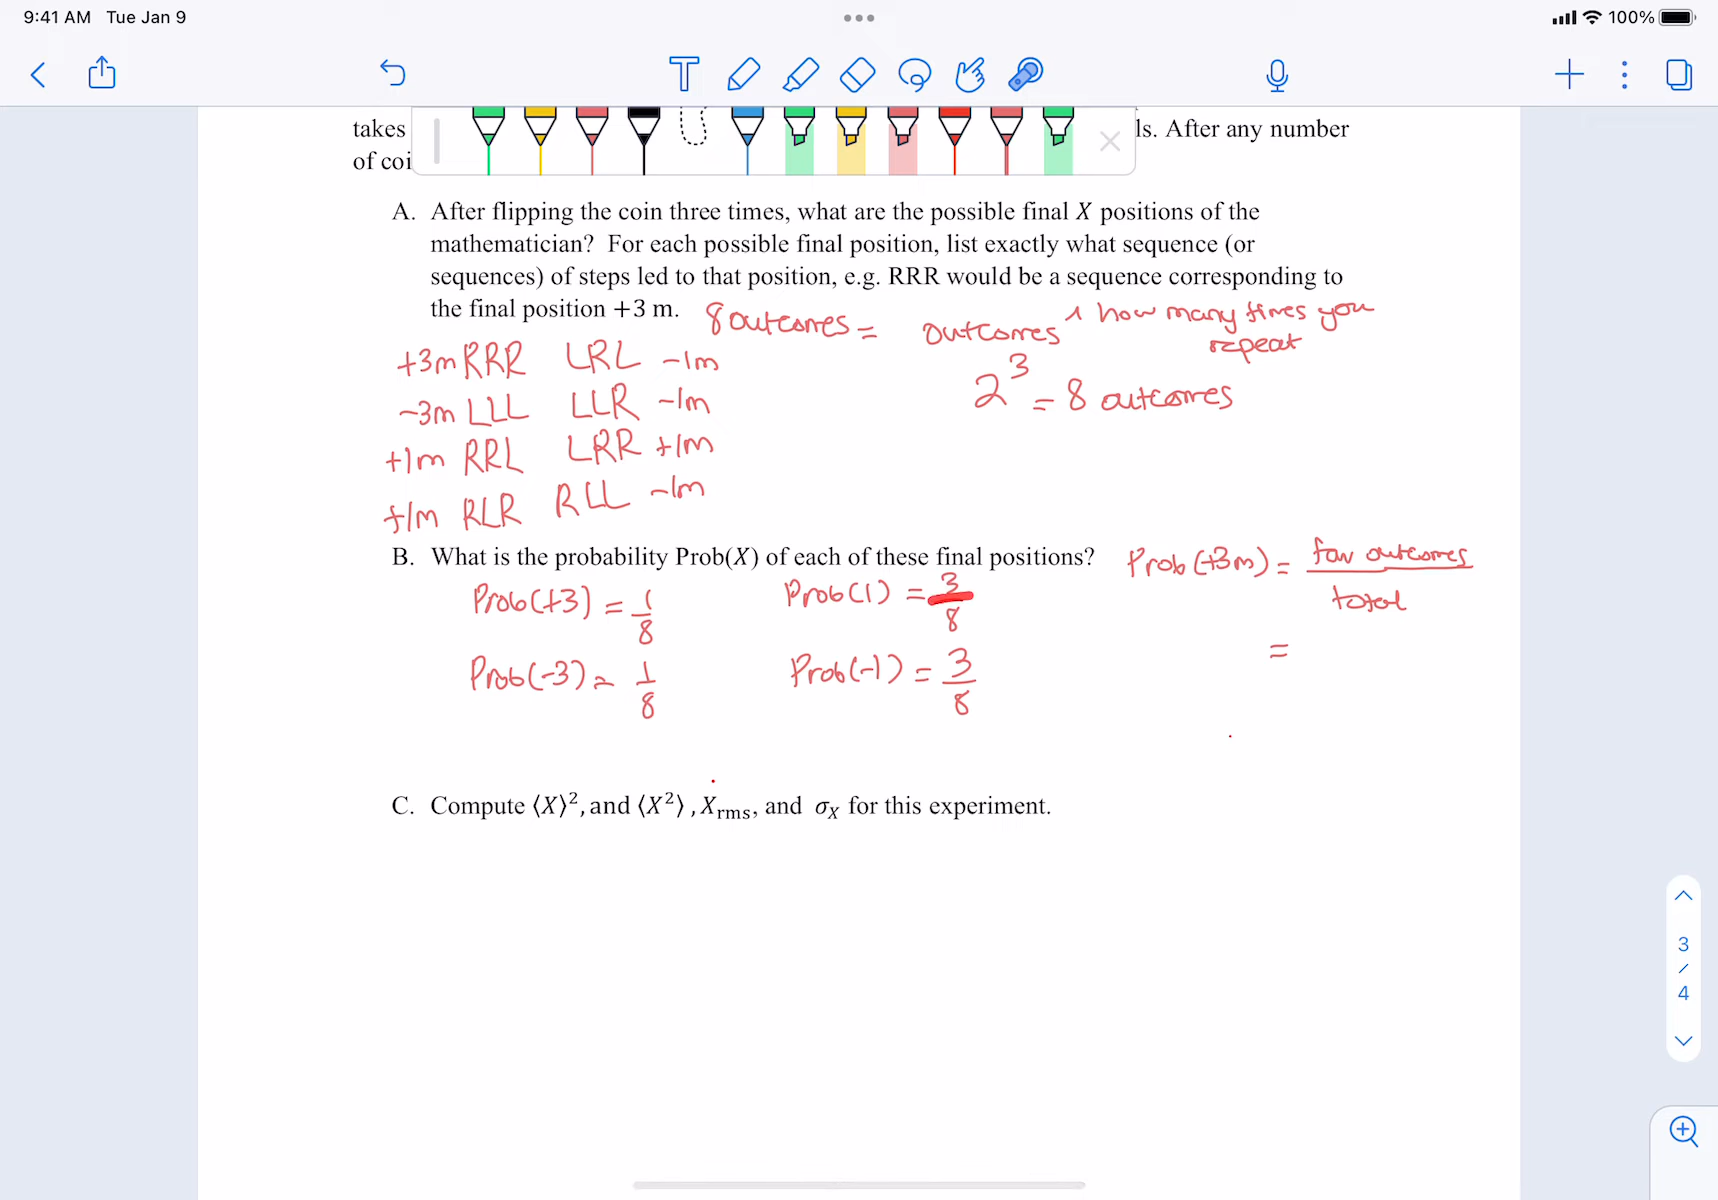 9:41 AM Tue Jan 9
100%
takes
ls. After any number
of coi
A. After flipping the coin three times, what are the possible final X positions of the
mathematician? For each possible final position, list exactly what sequence (or
sequences) of steps led to that position, e.g. RRR would be a sequence corresponding to
the final position +3 m.
8 outcomes = outcomes ^ how many times you
repeat
2³ = 8 outcomes
+3m RRR LRL -1m
-3m LLL LLR -1m
+1m RRL LRR +1m
+1m RLR RLL -1m
B. What is the probability Prob(X) of each of these final positions?
Prob(+3m) = fav outcomes / total
=
Prob(+3) = 1/8 Prob(1) = 3/8
Prob(-3) = 1/8 Prob(-1) = 3/8
C. Compute ⟨X⟩², and ⟨X²⟩, Xrms, and σX for this experiment.
3
/
4